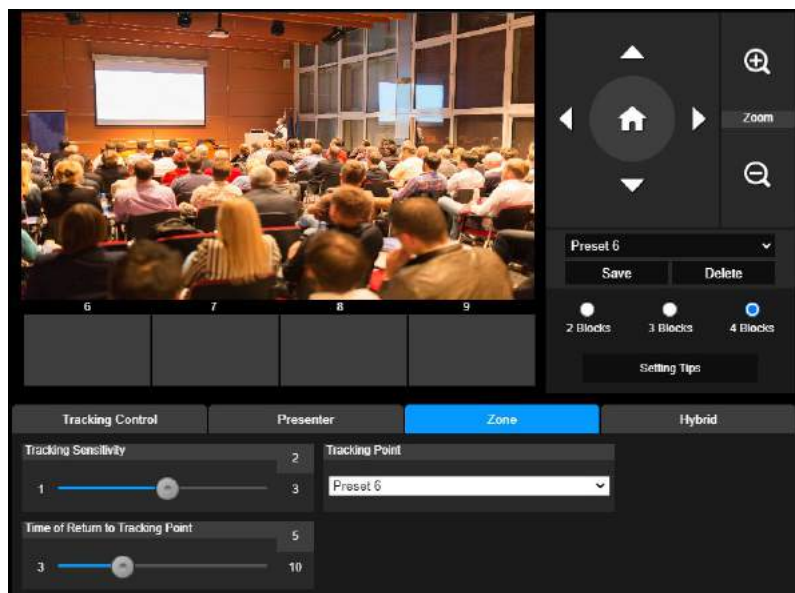 Zoom
Preset 6
Save Delete
6 7 8 9
2 Blocks 3 Blocks 4 Blocks
Setting Tips
Tracking Control Presenter Zone Hybrid
Tracking Sensitivity 2 Tracking Point
1 3 Preset 6
Time of Return to Tracking Point 5
3 10